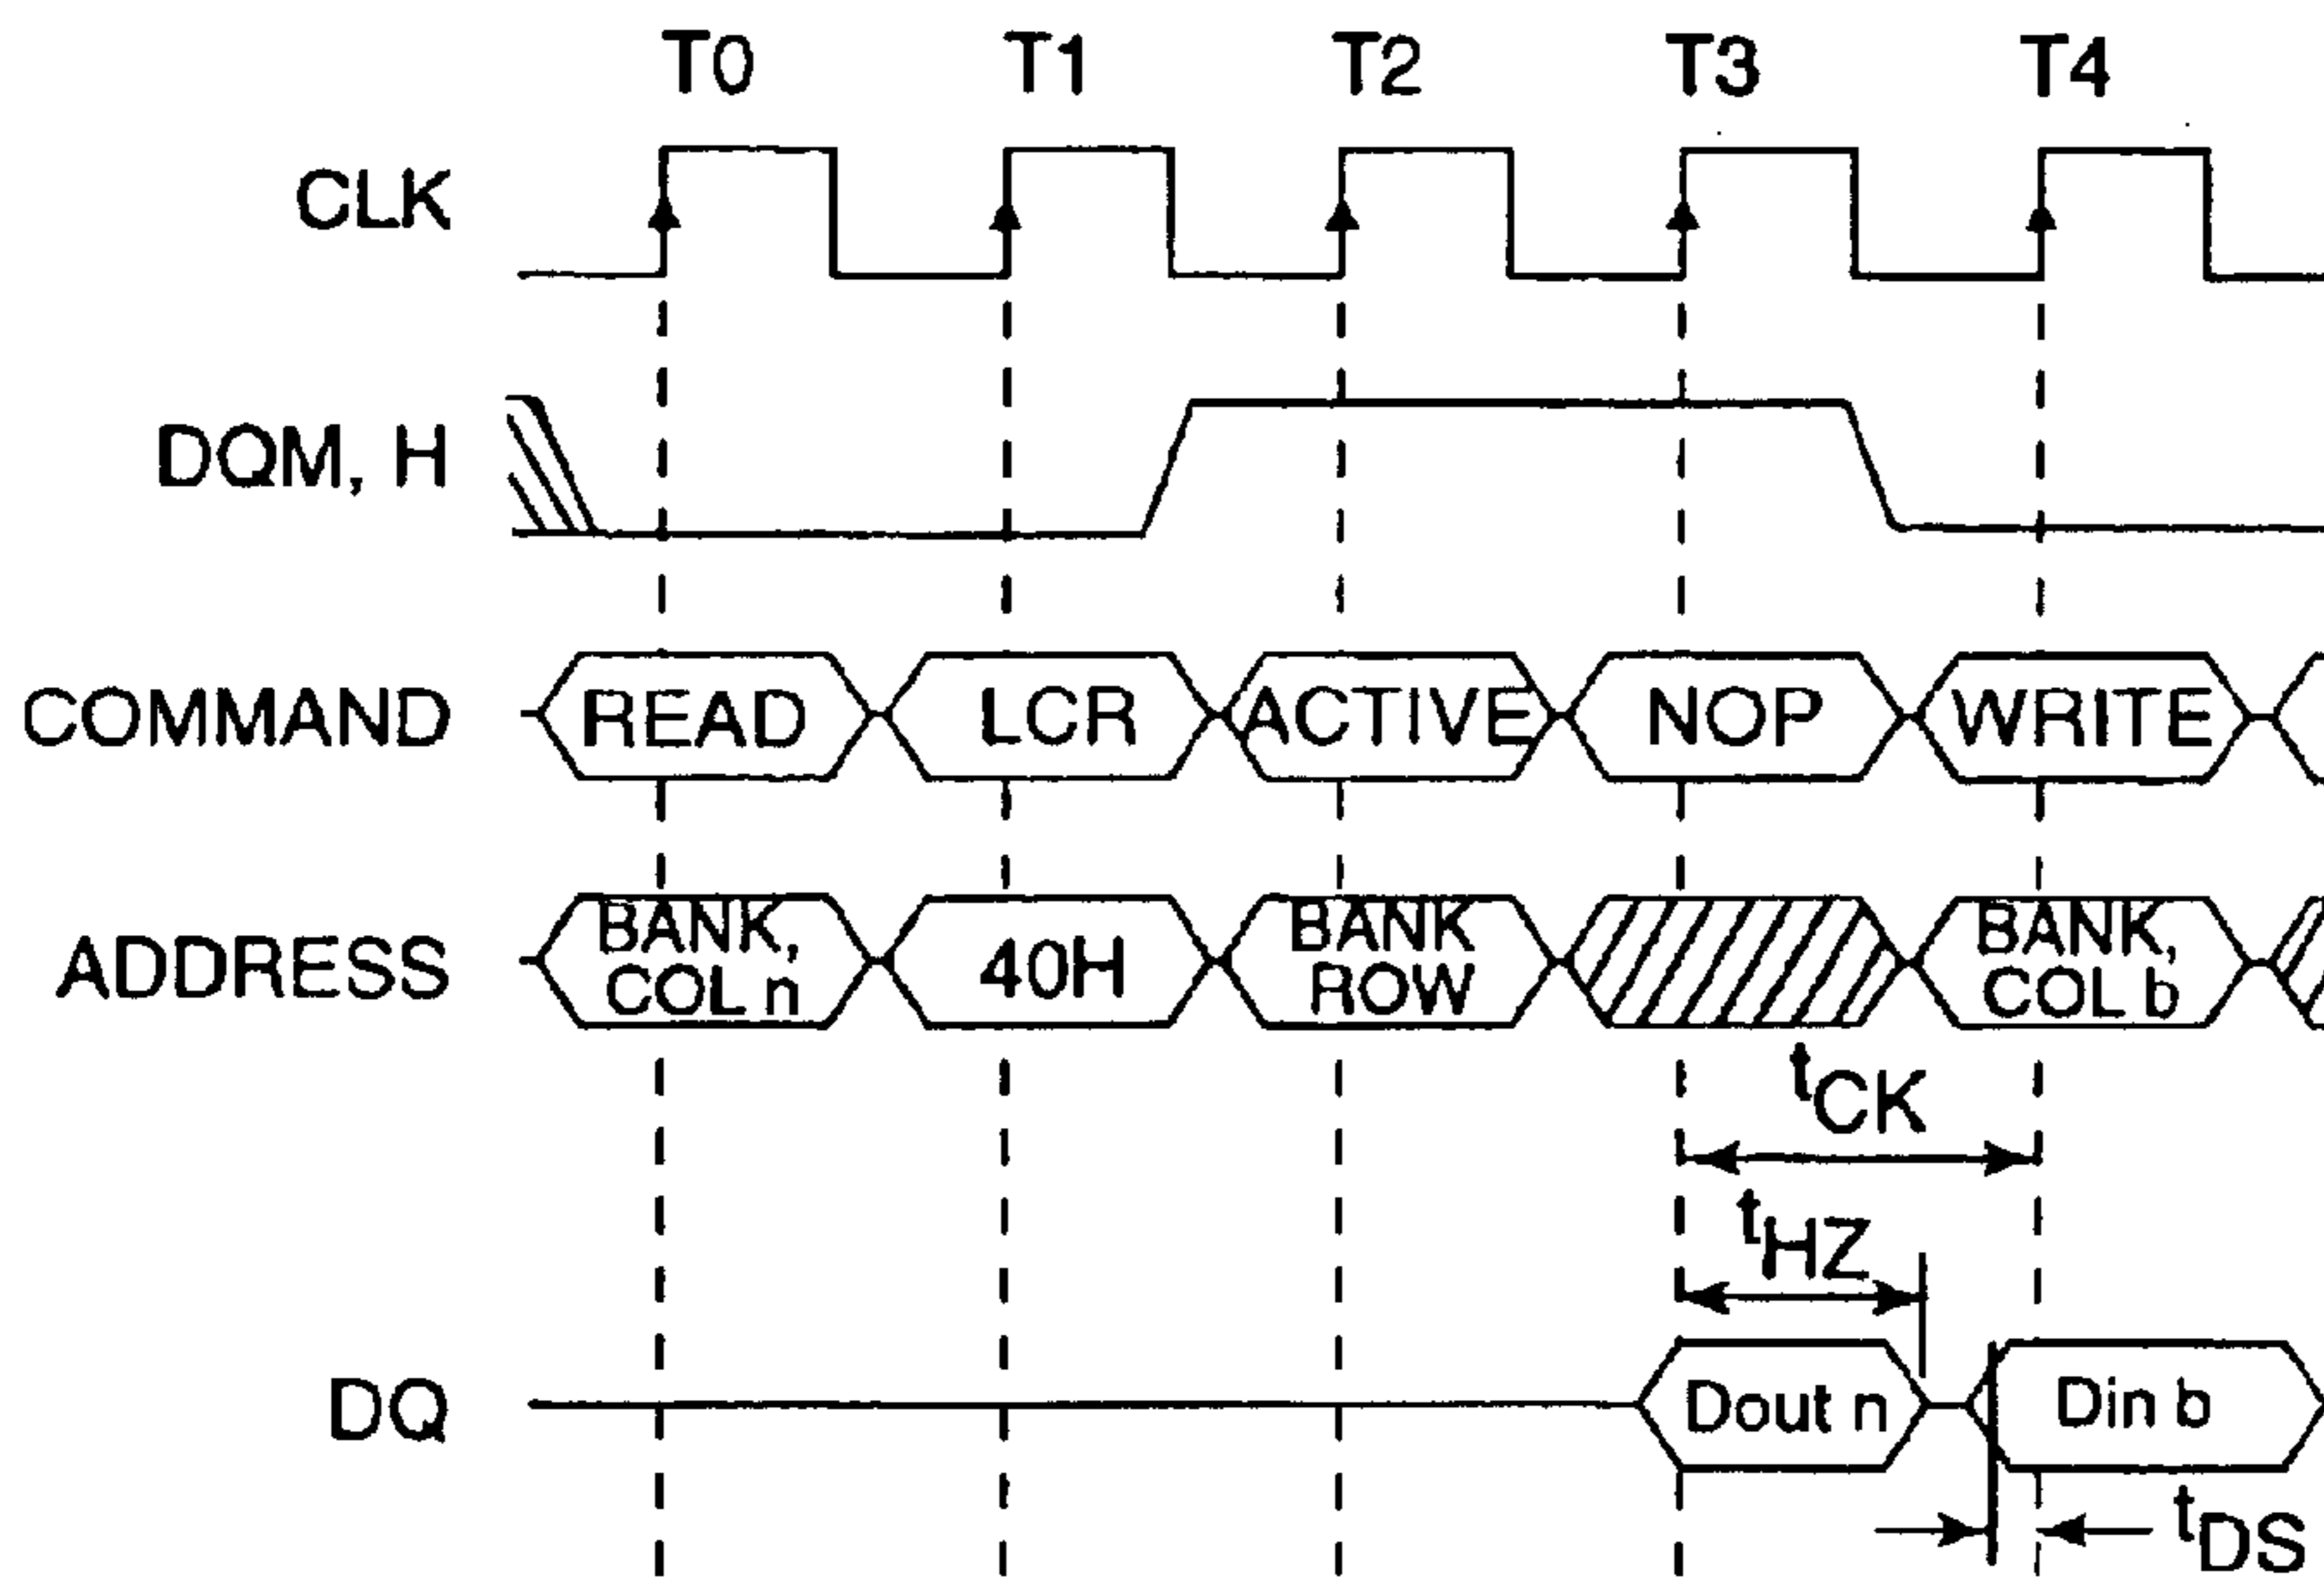 T0 T1 T2 T3 T4
CLK
DQM, H
COMMAND READ LCR ACTIVE NOP WRITE
ADDRESS BANK, COL n 40H BANK ROW BANK, COL b
tCK
tHZ
DQ Dout n Din b
tDS